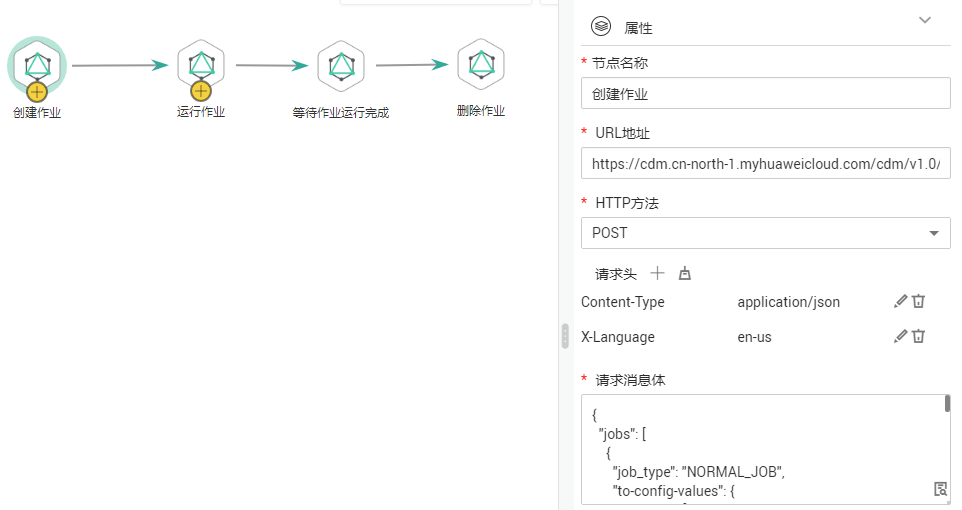 创建作业
运行作业
等待作业运行完成
删除作业
属性
* 节点名称
创建作业
* URL地址
https://cdm.cn-north-1.myhuaweicloud.com/cdm/v1.0/
* HTTP方法
POST
请求头
Content-Type application/json
X-Language en-us
* 请求消息体
{
"jobs": [
{
"job_type": "NORMAL_JOB",
"to-config-values": {